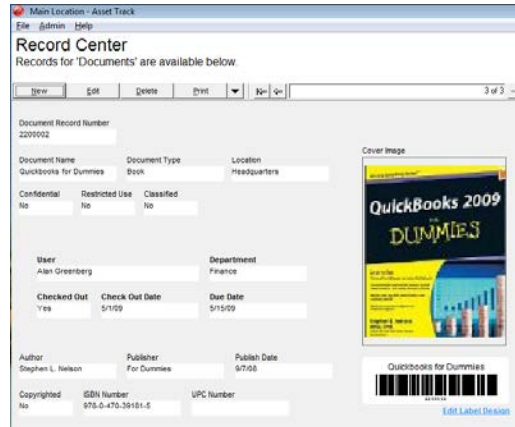 Main Location - Asset Track
File Admin Help
Record Center
Records for 'Documents' are available below.
New Edit Delete Print 3 of 3
Document Record Number
2200002
Document Name Document Type Location
Quickbooks for Dummies Book Headquarters
Confidential Restricted Use Classified
No No No
User Department
Alan Greenberg Finance
Checked Out Check Out Date Due Date
Yes 5/1/09 5/15/09
Author Publisher Publish Date
Stephen L. Nelson For Dummies 9/7/08
Copyrighted ISBN Number UPC Number
No 978-0-470-39181-5
Cover Image
QuickBooks 2009
FOR
DUMMIES
Quickbooks for Dummies
Edit Label Design